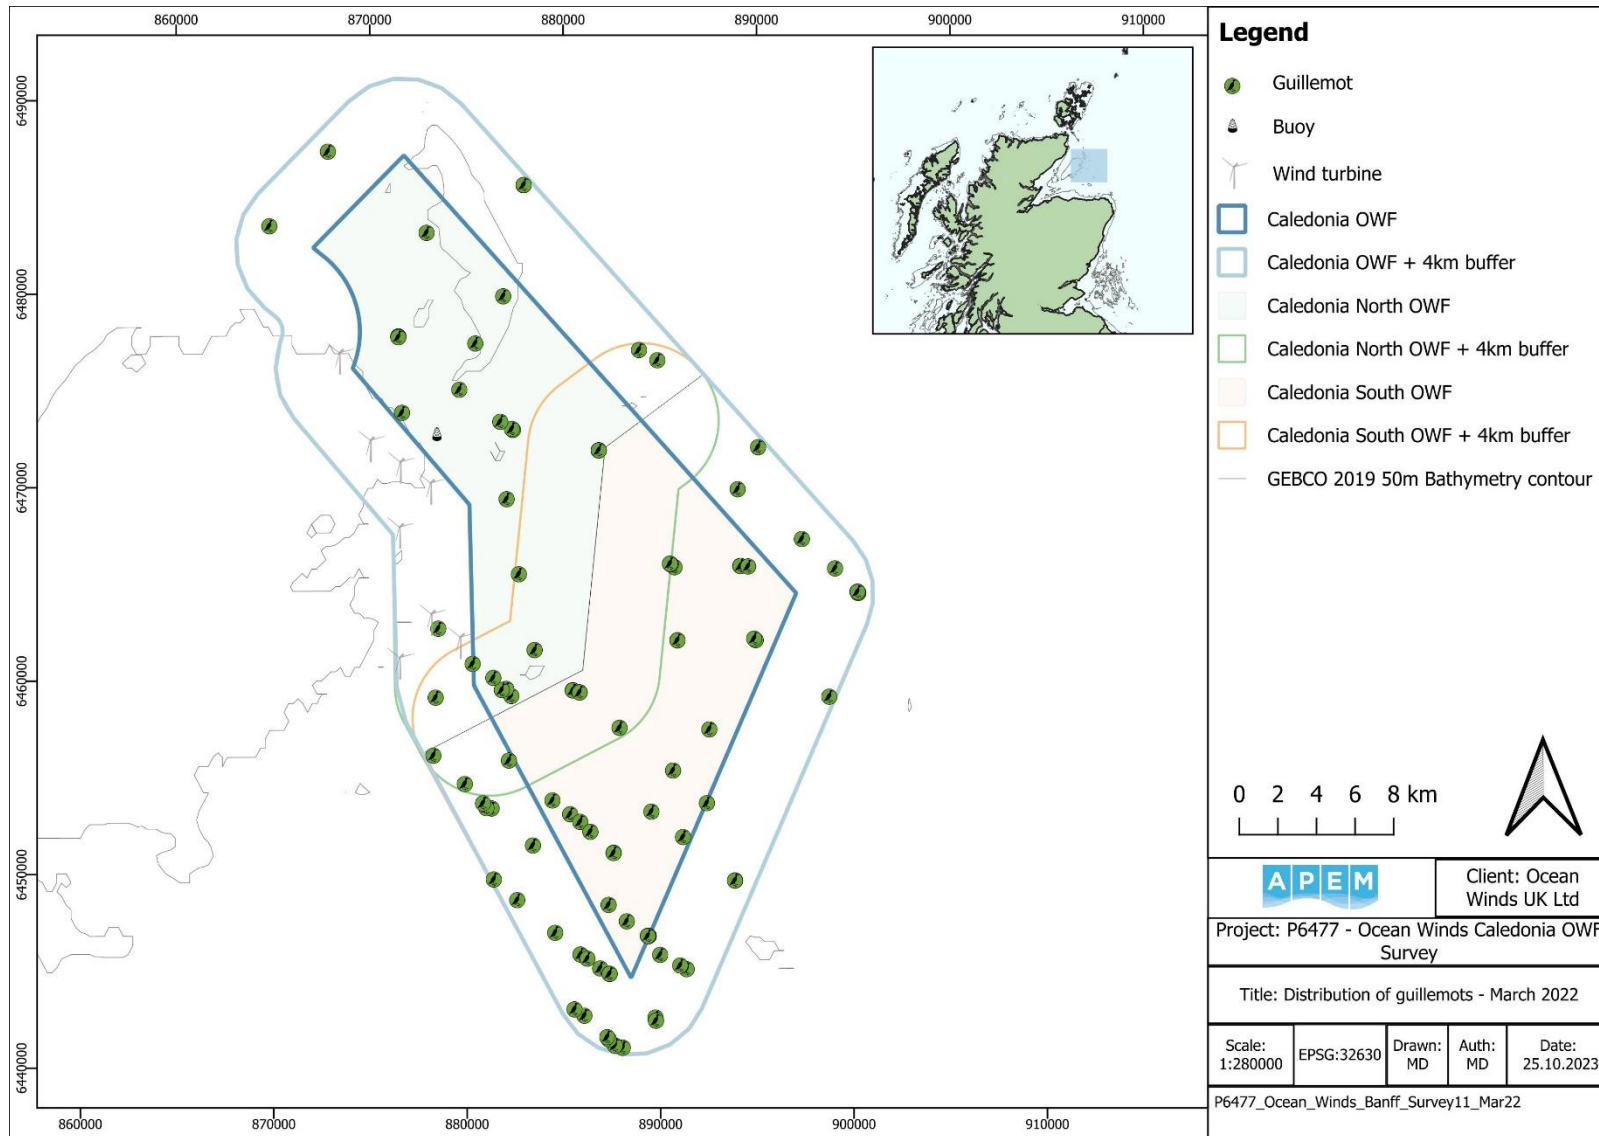 860000 870000 880000 890000 900000 910000
6490000
6480000
6470000
6460000
6450000
6440000
860000 870000 880000 890000 900000 910000
Legend
Guillemot
Buoy
Wind turbine
Caledonia OWF
Caledonia OWF + 4km buffer
Caledonia North OWF
Caledonia North OWF + 4km buffer
Caledonia South OWF
Caledonia South OWF + 4km buffer
GEBCO 2019 50m Bathymetry contour
0 2 4 6 8 km
APEM
Client: Ocean
Winds UK Ltd
Project: P6477 - Ocean Winds Caledonia OWF
Survey
Title: Distribution of guillemots - March 2022
Scale:
1:280000
EPSG:32630
Drawn:
MD
Auth:
MD
Date:
25.10.2023
P6477_Ocean_Winds_Banff_Survey11_Mar22